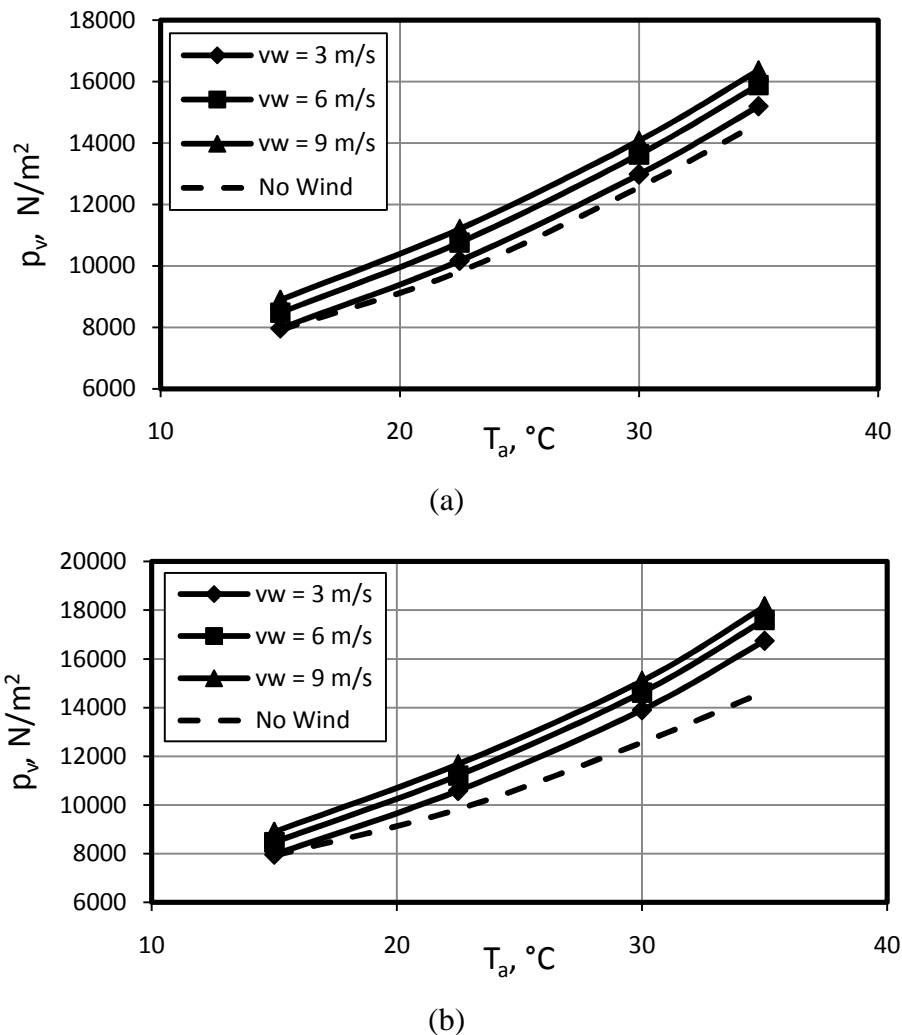 18000
16000
14000
12000
10000
8000
6000
pv, N/m²
vw = 3 m/s
vw = 6 m/s
vw = 9 m/s
No Wind
10 20 30 40
Ta, °C
(a)
20000
18000
16000
14000
12000
10000
8000
6000
pv, N/m²
vw = 3 m/s
vw = 6 m/s
vw = 9 m/s
No Wind
10 20 30 40
Ta, °C
(b)